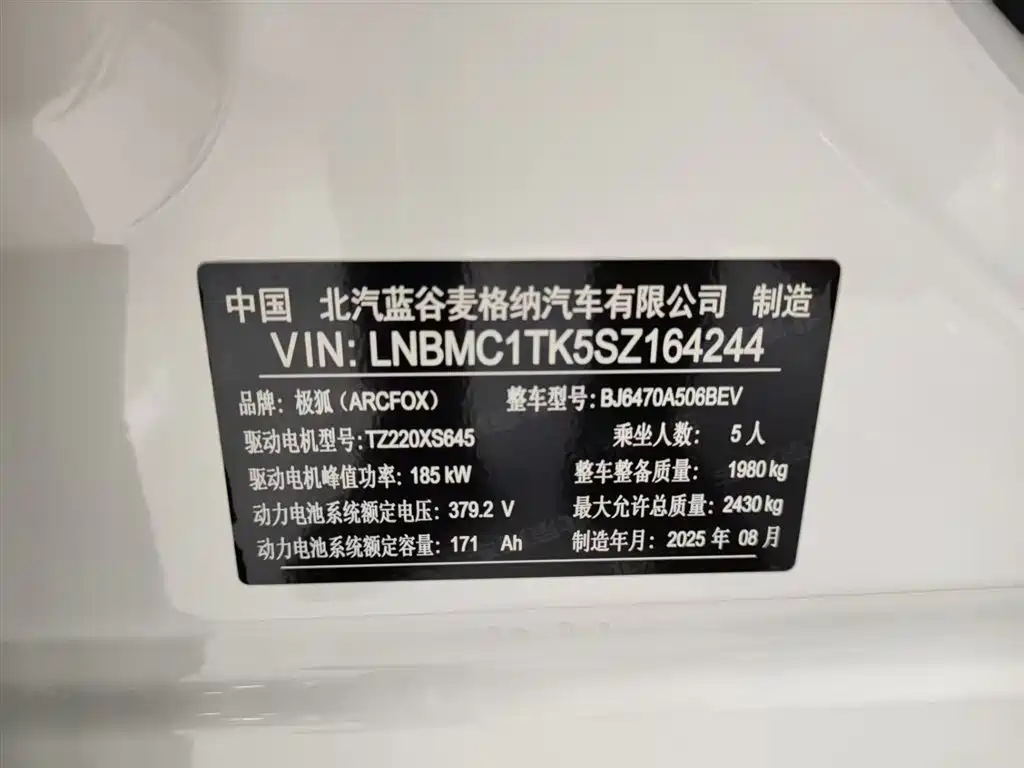 中国 北汽蓝谷麦格纳汽车有限公司 制造
VIN: LNBMC1TK5SZ164244
品牌: 极狐（ARCFOX） 整车型号: BJ6470A506BEV
驱动电机型号: TZ220XS645 乘坐人数: 5 人
驱动电机峰值功率: 185 kW 整车整备质量: 1980 kg
动力电池系统额定电压: 379.2 V 最大允许总质量: 2430 kg
动力电池系统额定容量: 171 Ah 制造年月: 2025 年 08 月